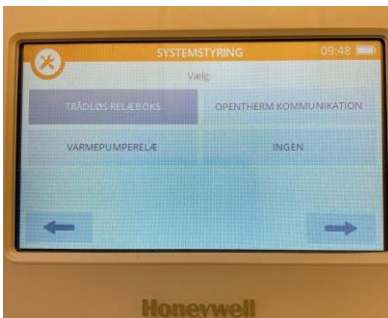 SYSTEMSTYRING 09:48
Vælg:
TRÅDLØS RELÆBOKS OPENTHERM KOMMUNIKATION
VARMEPUMPERELÆ INGEN
Honeywell